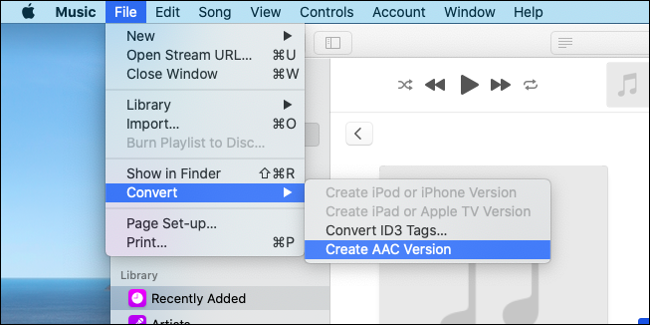 Music File Edit Song View Controls Account Window Help
New
Open Stream URL... ⌘U
Close Window ⌘W
Library
Import... ⌘O
Burn Playlist to Disc...
Show in Finder ⇧⌘R
Convert
Create iPod or iPhone Version
Create iPad or Apple TV Version
Convert ID3 Tags...
Create AAC Version
Page Set-up...
Print... ⌘P
Library
Recently Added
Artists